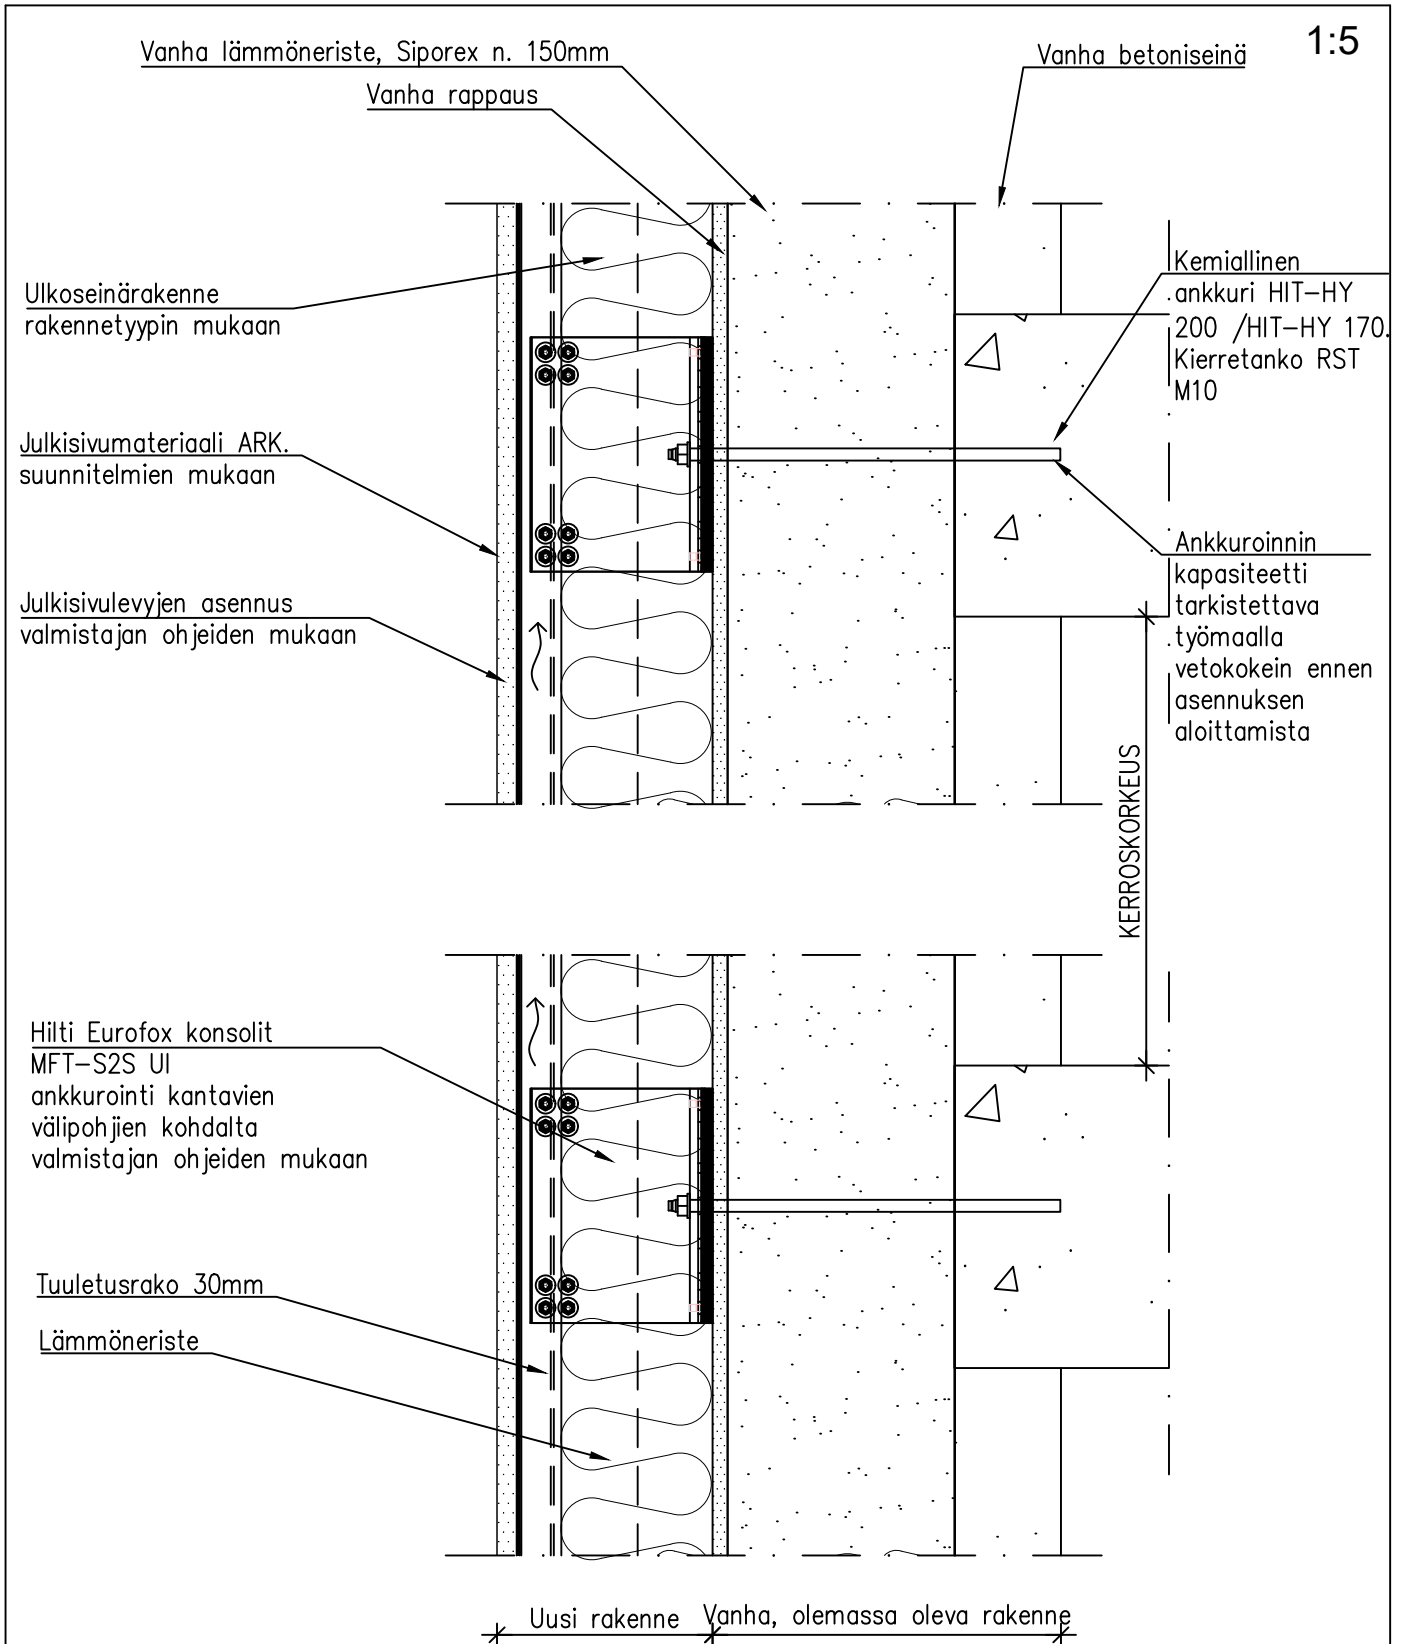 1:5
Vanha lämmöneriste, Siporex n. 150mm
Vanha betoniseinä
Vanha rappaus
Kemiallinen
ankkuri HIT-HY
200 /HIT-HY 170.
Kierretanko RST
M10
Ulkoseinärakenne
rakennetyypin mukaan
Julkisivumateriaali ARK.
suunnitelmien mukaan
Ankkuroinnin
kapasiteetti
tarkistettava
työmaalla
vetokokein ennen
asennuksen
aloittamista
Julkisivulevyjen asennus
valmistajan ohjeiden mukaan
KERROSKORKEUS
Hilti Eurofox konsolit
MFT-S2S UI
ankkurointi kantavien
välipohjien kohdalta
valmistajan ohjeiden mukaan
Tuuletusrako 30mm
Lämmöneriste
Uusi rakenne
Vanha, olemassa oleva rakenne